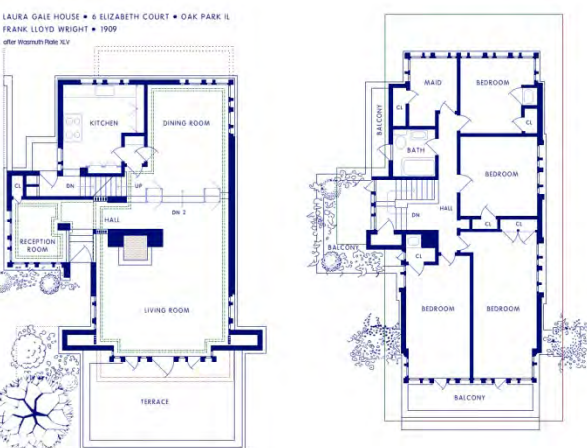 LAURA GALE HOUSE • 6 ELIZABETH COURT • OAK PARK IL
FRANK LLOYD WRIGHT • 1909
after Wasmuth Plate XLV
KITCHEN
DINING ROOM
CL
DN
UP
HALL
DN 2
RECEPTION
ROOM
LIVING ROOM
TERRACE
MAID
BEDROOM
CL
CL
BALCONY
BATH
BEDROOM
DN
HALL
BALCONY
CL
CL
CL
BEDROOM
BEDROOM
BALCONY